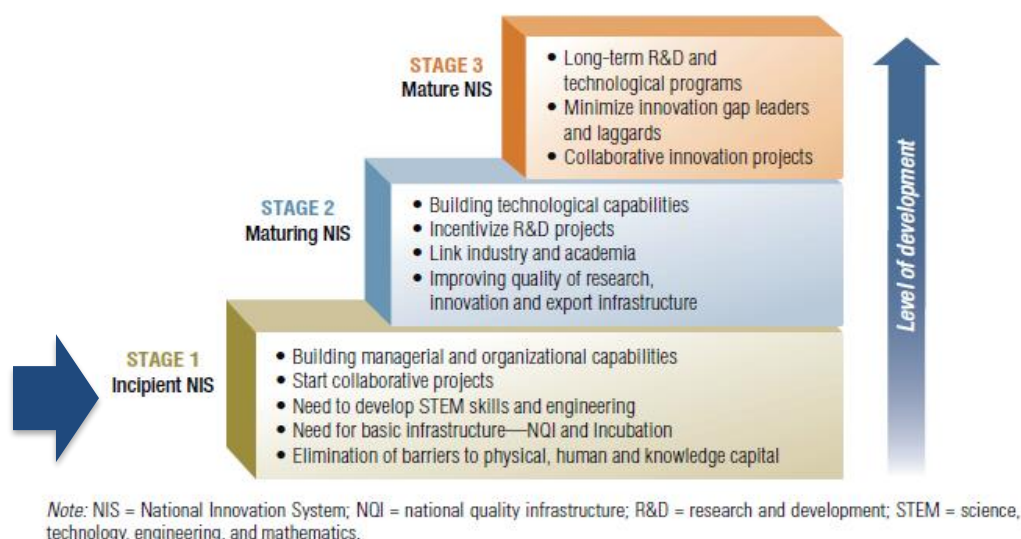 STAGE 3
Mature NIS
• Long-term R&D and
technological programs
• Minimize innovation gap leaders
and laggards
• Collaborative innovation projects
STAGE 2
Maturing NIS
• Building technological capabilities
• Incentivize R&D projects
• Link industry and academia
• Improving quality of research,
innovation and export infrastructure
STAGE 1
Incipient NIS
• Building managerial and organizational capabilities
• Start collaborative projects
• Need to develop STEM skills and engineering
• Need for basic infrastructure—NQI and Incubation
• Elimination of barriers to physical, human and knowledge capital
Level of development
Note: NIS = National Innovation System; NQI = national quality infrastructure; R&D = research and development; STEM = science,
technology, engineering, and mathematics.